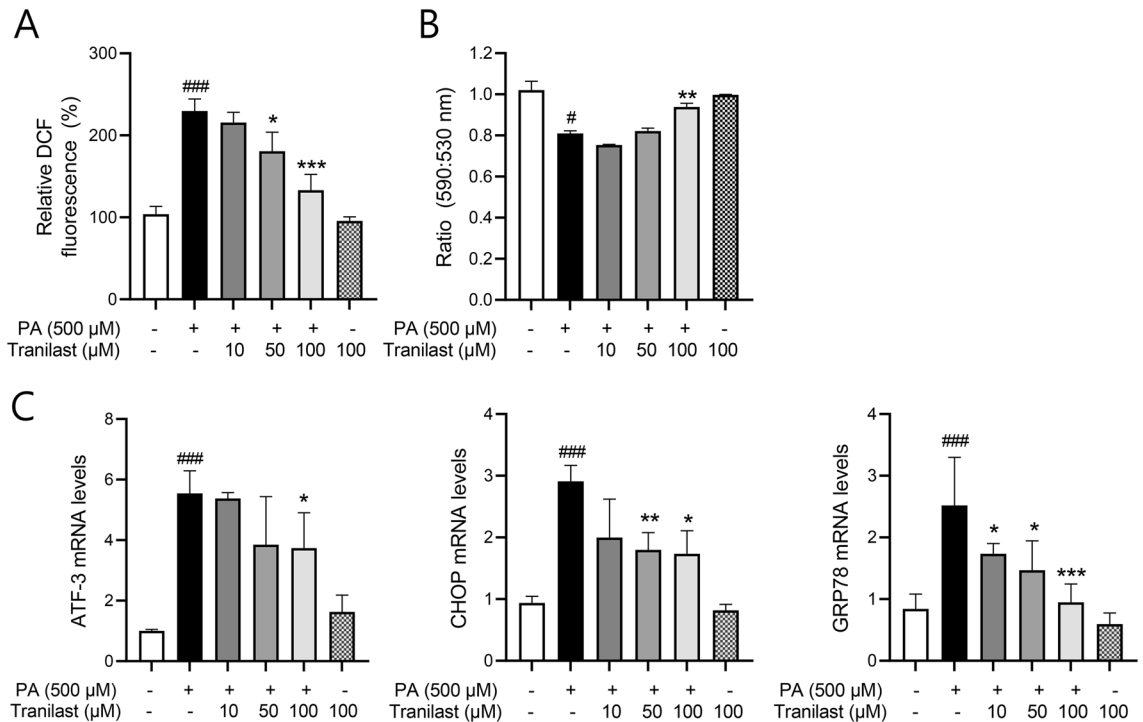 A
Relative DCF
fluorescence (%)
300
200
100
0
###
*
***
PA (500 µM) - + + + + -
Tranilast (µM) - - 10 50 100 100
B
Ratio (590:530 nm)
1.2
1.0
0.8
0.6
0.4
0.2
0.0
#
**
PA (500 µM) - + + + + -
Tranilast (µM) - - 10 50 100 100
C
ATF-3 mRNA levels
8
6
4
2
0
###
*
PA (500 µM) - + + + + -
Tranilast (µM) - - 10 50 100 100
CHOP mRNA levels
4
3
2
1
0
###
**
*
PA (500 µM) - + + + + -
Tranilast (µM) - - 10 50 100 100
GRP78 mRNA levels
4
3
2
1
0
###
*
*
***
PA (500 µM) - + + + + -
Tranilast (µM) - - 10 50 100 100